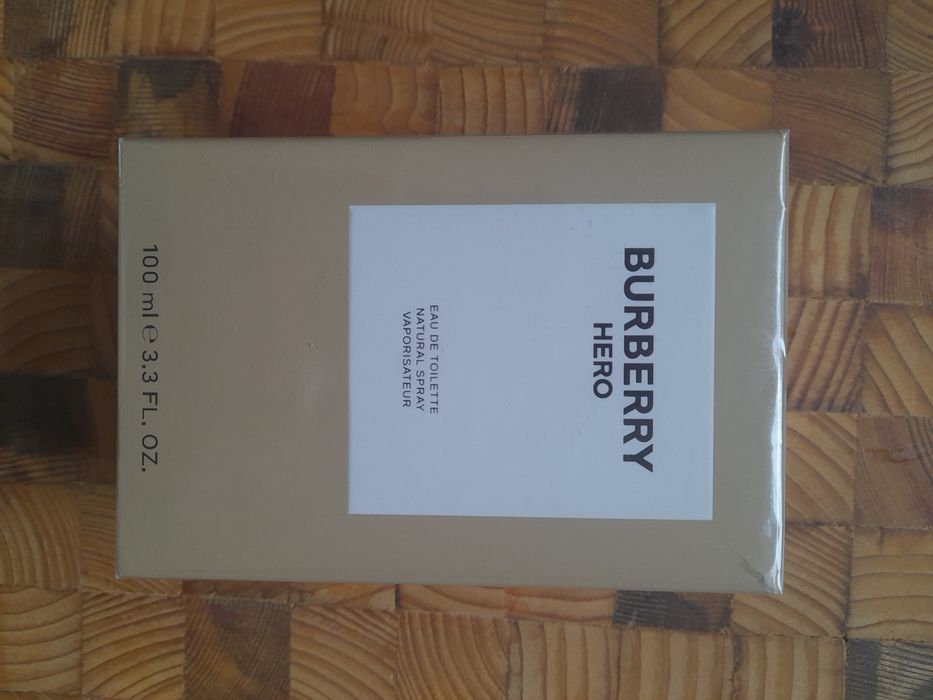 BURBERRY
HERO
EAU DE TOILETTE
NATURAL SPRAY
VAPORISATEUR
100 ml ℮ 3.3 FL. OZ.